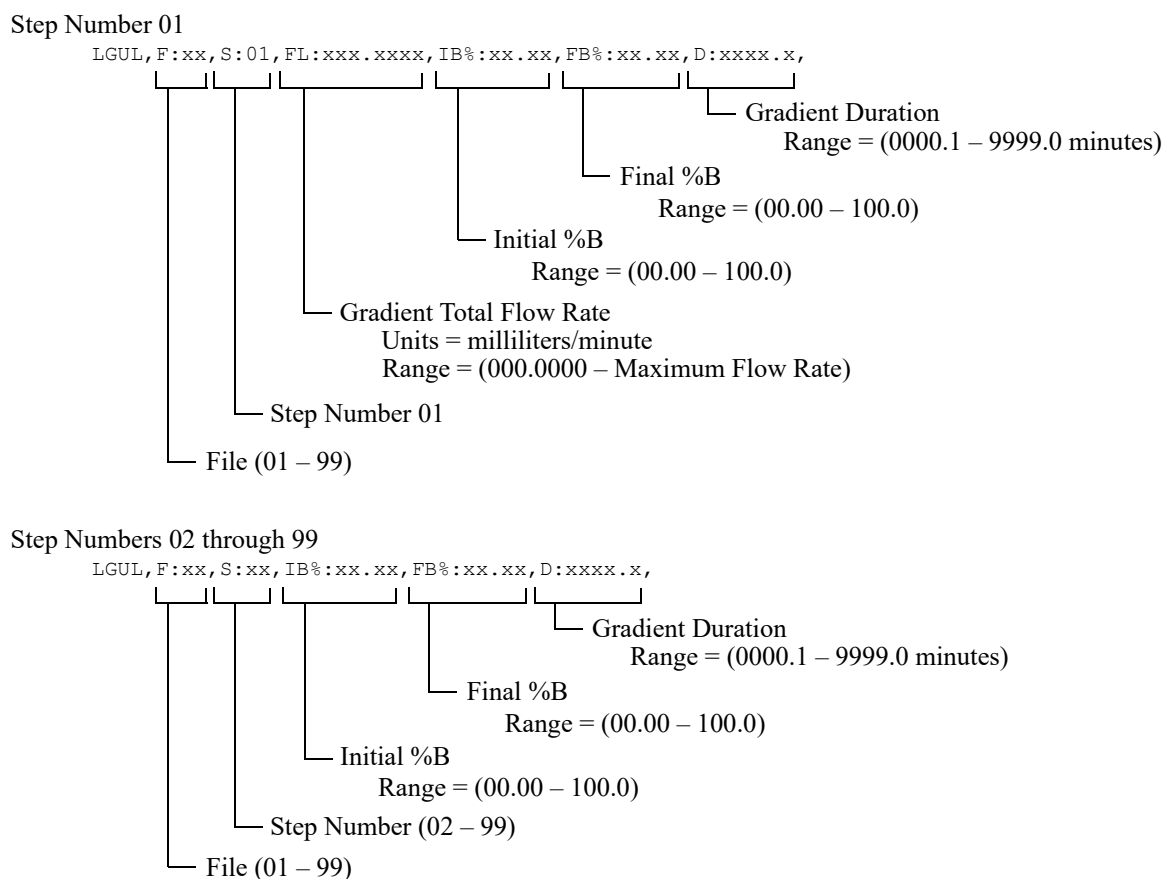 Step Number 01
LGUL,F:xx,S:01,FL:xxx.xxxx,IB%:xx.xx,FB%:xx.xx,D:xxxx.x,
Gradient Duration
Range = (0000.1 – 9999.0 minutes)
Final %B
Range = (00.00 – 100.0)
Initial %B
Range = (00.00 – 100.0)
Gradient Total Flow Rate
Units = milliliters/minute
Range = (000.0000 – Maximum Flow Rate)
Step Number 01
File (01 – 99)
Step Numbers 02 through 99
LGUL,F:xx,S:xx,IB%:xx.xx,FB%:xx.xx,D:xxxx.x,
Gradient Duration
Range = (0000.1 – 9999.0 minutes)
Final %B
Range = (00.00 – 100.0)
Initial %B
Range = (00.00 – 100.0)
Step Number (02 – 99)
File (01 – 99)